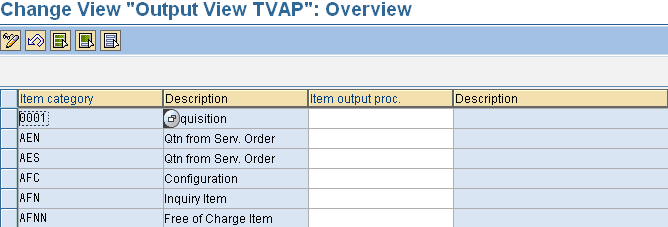 Change View "Output View TVAP": Overview
Item category Description Item output proc. Description
0001 quisition
AEN Qtn from Serv. Order
AES Qtn from Serv. Order
AFC Configuration
AFN Inquiry Item
AFNN Free of Charge Item